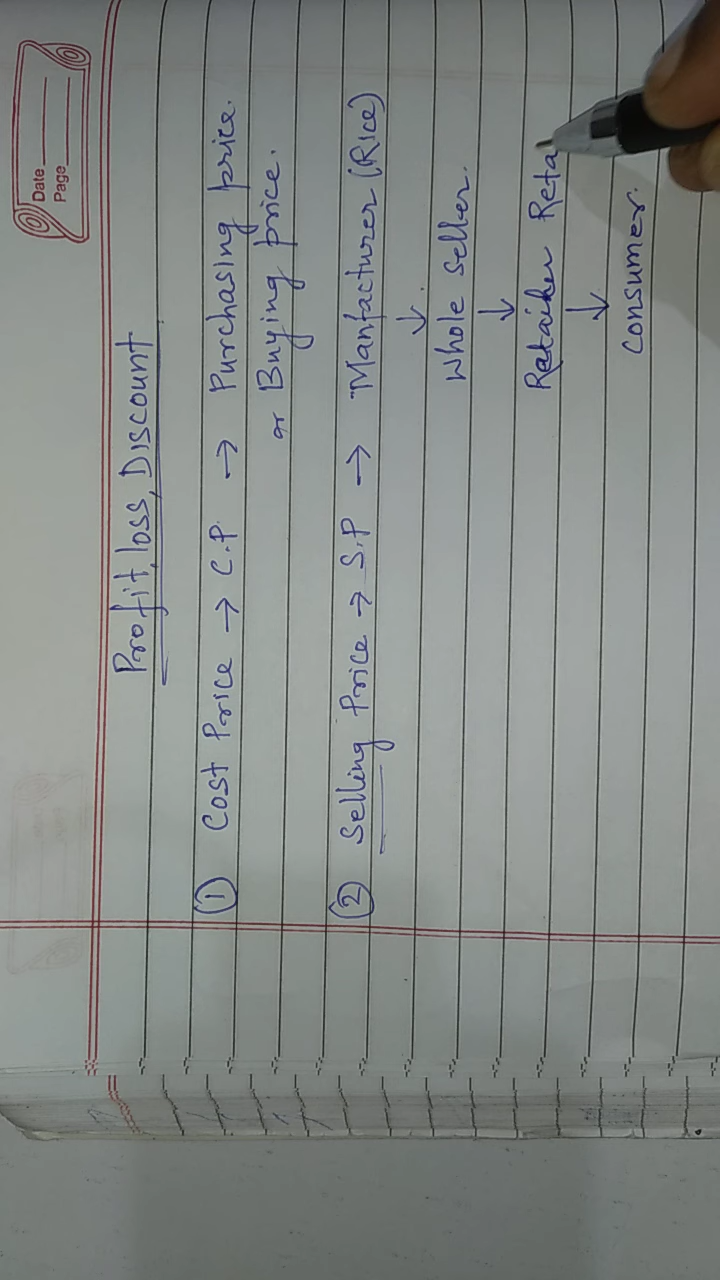 Date
Page
Profit, loss, Discount
① Cost Price → C.P. → Purchasing price.
or Buying price.
② Selling Price → S.P → Manfacturer (Rice)
↓
Whole seller.
↓
Retaiher Reta
↓
Consumer.